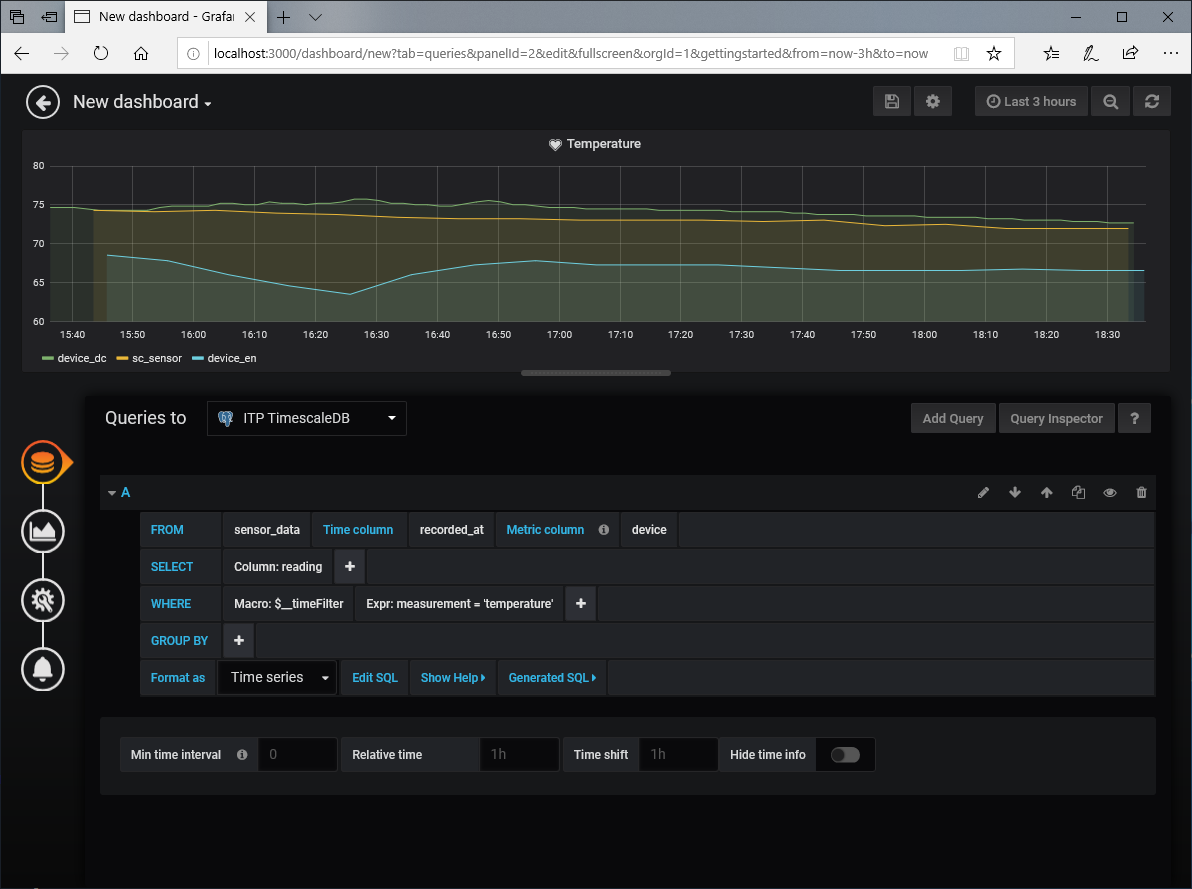 New dashboard - Grafar
localhost:3000/dashboard/new?tab=queries&panelId=2&edit&fullscreen&orgId=1&gettingstarted&from=now-3h&to=now
New dashboard
Last 3 hours
Temperature
80
75
70
65
60
15:40 15:50 16:00 16:10 16:20 16:30 16:40 16:50 17:00 17:10 17:20 17:30 17:40 17:50 18:00 18:10 18:20 18:30
device_dc sc_sensor device_en
Queries to ITP TimescaleDB Add Query Query Inspector ?
A
FROM sensor_data Time column recorded_at Metric column device
SELECT Column: reading +
WHERE Macro: $__timeFilter Expr: measurement = 'temperature' +
GROUP BY +
Format as Time series Edit SQL Show Help Generated SQL
Min time interval 0 Relative time 1h Time shift 1h Hide time info